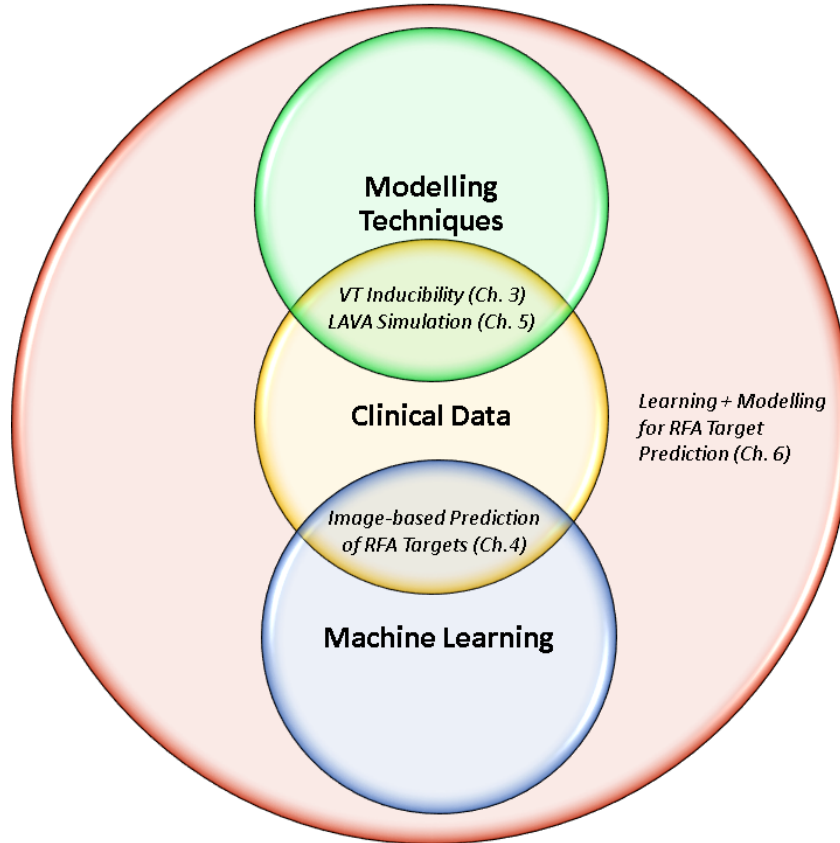 Modelling
Techniques
VT Inducibility (Ch. 3)
LAVA Simulation (Ch. 5)
Clinical Data
Learning + Modelling
for RFA Target
Prediction (Ch. 6)
Image-based Prediction
of RFA Targets (Ch.4)
Machine Learning